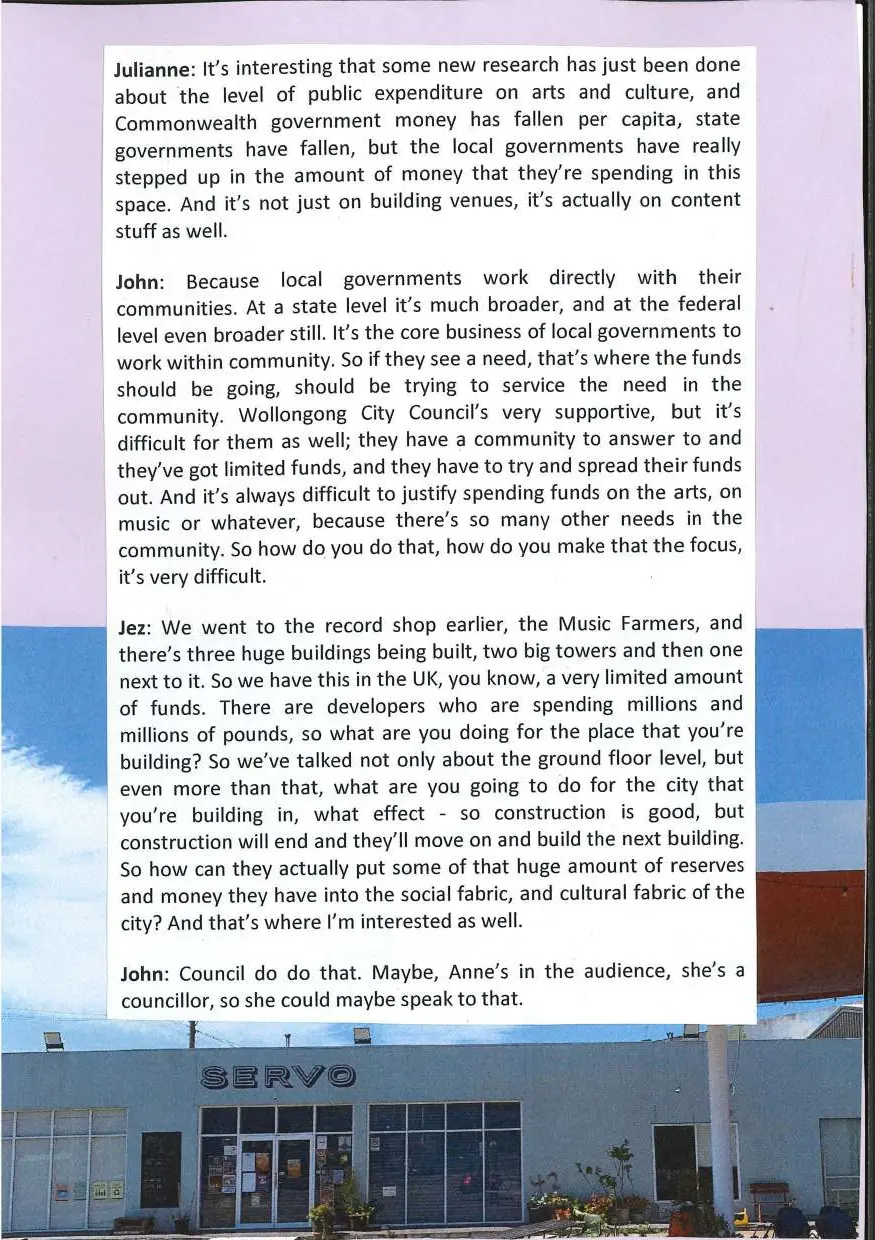 Julianne: It's interesting that some new research has just been done
about the level of public expenditure on arts and culture, and
Commonwealth government money has fallen per capita, state
governments have fallen, but the local governments have really
stepped up in the amount of money that they're spending in this
space. And it's not just on building venues, it's actually on content
stuff as well.
John: Because local governments work directly with their
communities. At a state level it's much broader, and at the federal
level even broader still. It's the core business of local governments to
work within community. So if they see a need, that's where the funds
should be going, should be trying to service the need in the
community. Wollongong City Council's very supportive, but it's
difficult for them as well; they have a community to answer to and
they've got limited funds, and they have to try and spread their funds
out. And it's always difficult to justify spending funds on the arts, on
music or whatever, because there's so many other needs in the
community. So how do you do that, how do you make that the focus,
it's very difficult.
Jez: We went to the record shop earlier, the Music Farmers, and
there's three huge buildings being built, two big towers and then one
next to it. So we have this in the UK, you know, a very limited amount
of funds. There are developers who are spending millions and
millions of pounds, so what are you doing for the place that you're
building? So we've talked not only about the ground floor level, but
even more than that, what are you going to do for the city that
you're building in, what effect - so construction is good, but
construction will end and they'll move on and build the next building.
So how can they actually put some of that huge amount of reserves
and money they have into the social fabric, and cultural fabric of the
city? And that's where I'm interested as well.
John: Council do do that. Maybe, Anne's in the audience, she's a
councillor, so she could maybe speak to that.
SERVO